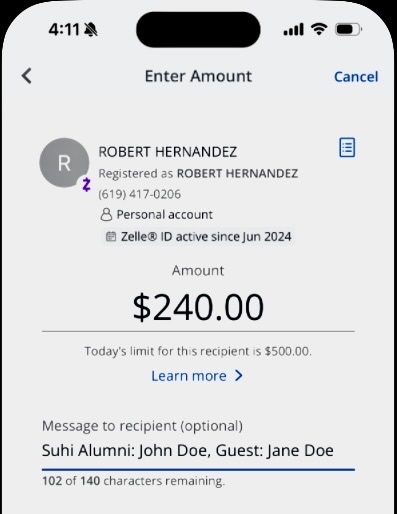 4:11
Enter Amount
Cancel
R
ROBERT HERNANDEZ
Registered as ROBERT HERNANDEZ
(619) 417-0206
Personal account
Zelle® ID active since Jun 2024
Amount
$240.00
Today's limit for this recipient is $500.00.
Learn more
Message to recipient (optional)
Suhi Alumni: John Doe, Guest: Jane Doe
102 of 140 characters remaining.